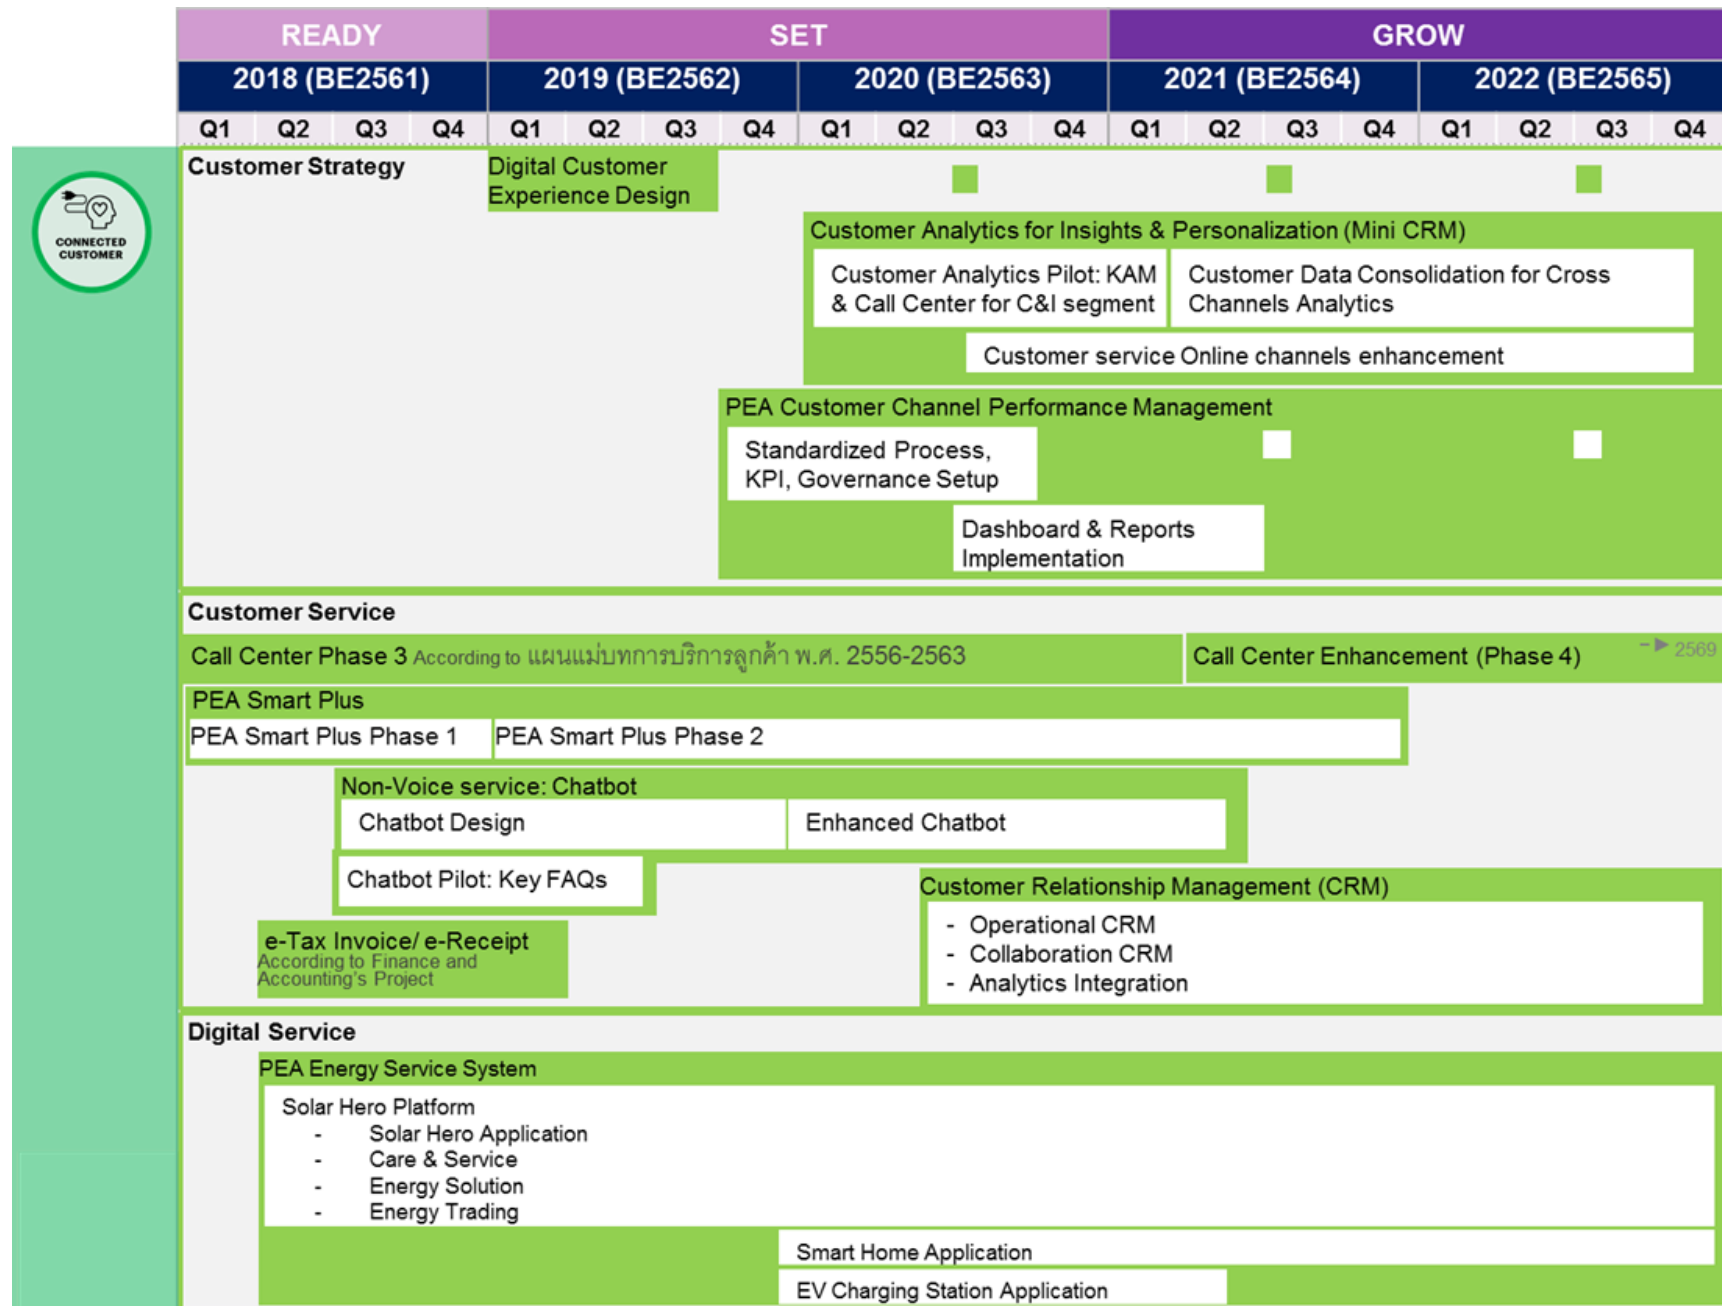 READY SET GROW
2018 (BE2561) 2019 (BE2562) 2020 (BE2563) 2021 (BE2564) 2022 (BE2565)
Q1 Q2 Q3 Q4 Q1 Q2 Q3 Q4 Q1 Q2 Q3 Q4 Q1 Q2 Q3 Q4 Q1 Q2 Q3 Q4
CONNECTED
CUSTOMER
Customer Strategy
Digital Customer
Experience Design
Customer Analytics for Insights & Personalization (Mini CRM)
Customer Analytics Pilot: KAM
& Call Center for C&I segment
Customer Data Consolidation for Cross
Channels Analytics
Customer service Online channels enhancement
PEA Customer Channel Performance Management
Standardized Process,
KPI, Governance Setup
Dashboard & Reports
Implementation
Customer Service
Call Center Phase 3 According to แผนแม่บทการบริการลูกค้า พ.ศ. 2556-2563
Call Center Enhancement (Phase 4)
2569
PEA Smart Plus
PEA Smart Plus Phase 1
PEA Smart Plus Phase 2
Non-Voice service: Chatbot
Chatbot Design
Enhanced Chatbot
Chatbot Pilot: Key FAQs
Customer Relationship Management (CRM)
- Operational CRM
- Collaboration CRM
- Analytics Integration
e-Tax Invoice/ e-Receipt
According to Finance and
Accounting's Project
Digital Service
PEA Energy Service System
Solar Hero Platform
- Solar Hero Application
- Care & Service
- Energy Solution
- Energy Trading
Smart Home Application
EV Charging Station Application